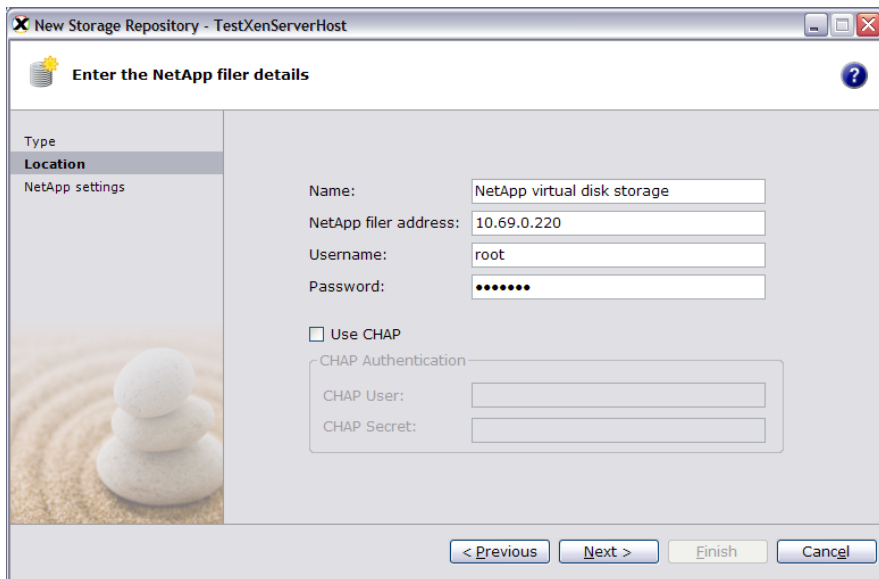 New Storage Repository - TestXenServerHost
Enter the NetApp filer details
?
Type
Location
NetApp settings
Name: NetApp virtual disk storage
NetApp filer address: 10.69.0.220
Username: root
Password: •••••••
Use CHAP
CHAP Authentication
CHAP User:
CHAP Secret:
< Previous Next > Finish Cancel